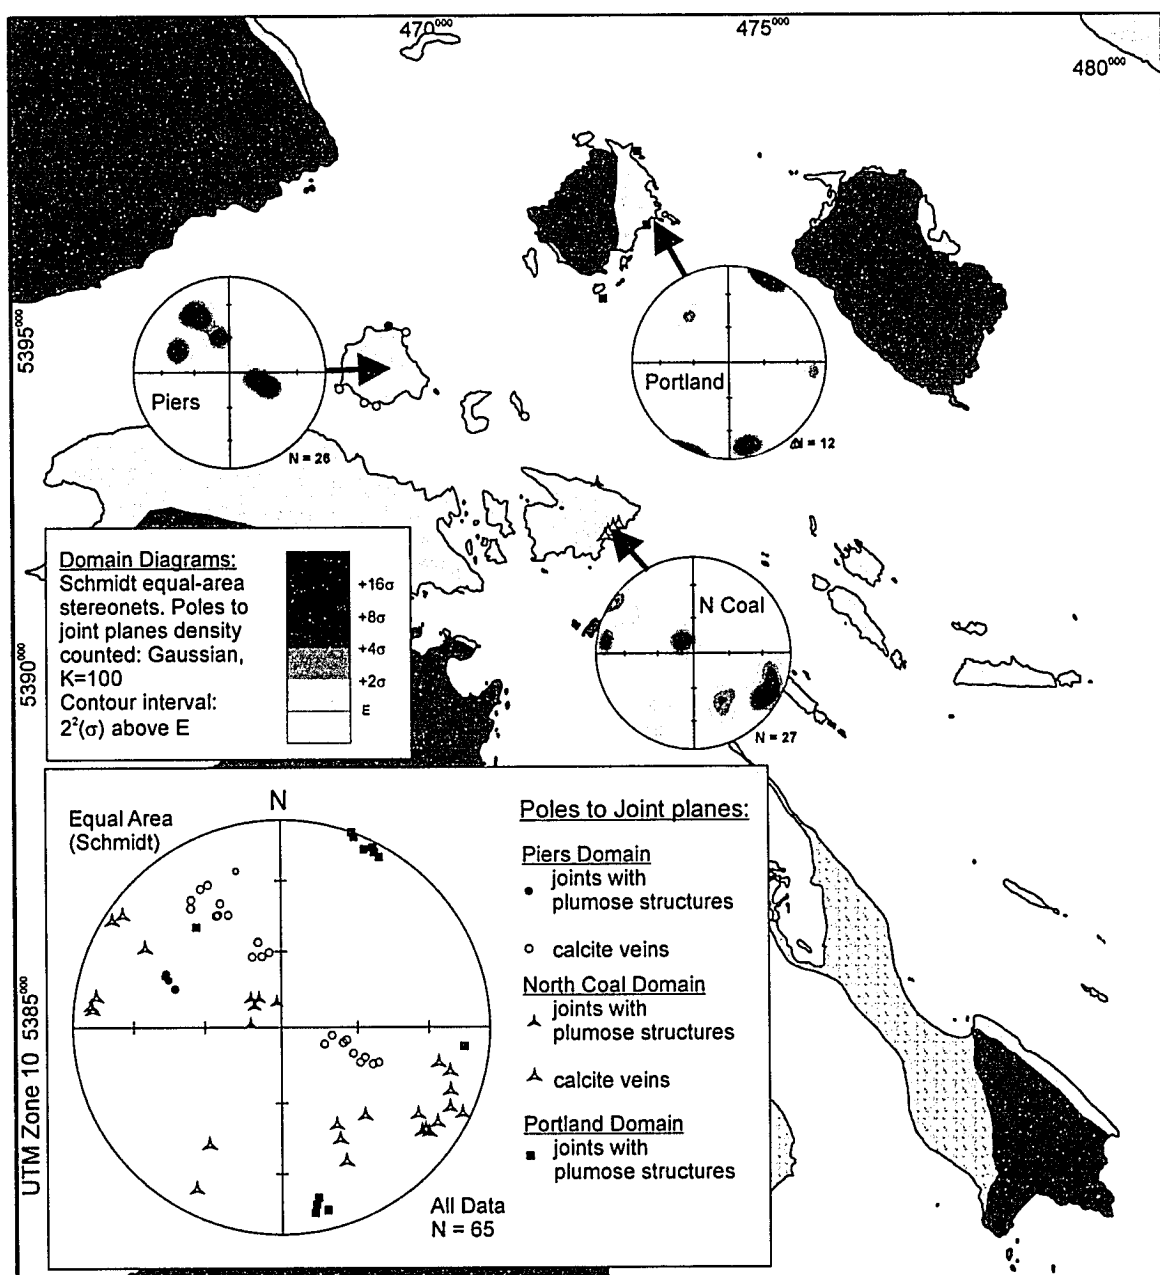 470⁰⁰⁰
475⁰⁰⁰
480⁰⁰⁰
5395⁰⁰⁰
Piers
N = 26
Portland
N = 12
N Coal
N = 27
5390⁰⁰⁰
Domain Diagrams:
Schmidt equal-area
stereonets. Poles to
joint planes density
counted: Gaussian,
K=100
Contour interval:
2²(σ) above E
+16σ
+8σ
+4σ
+2σ
E
UTM Zone 10 5385⁰⁰⁰
Equal Area
(Schmidt)
N
All Data
N = 65
Poles to Joint planes:
Piers Domain
joints with
plumose structures
calcite veins
North Coal Domain
joints with
plumose structures
calcite veins
Portland Domain
joints with
plumose structures